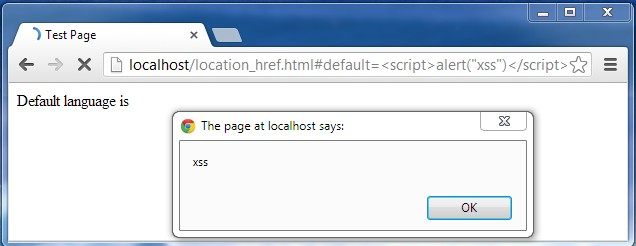 Test Page
localhost/location_href.html#default=<script>alert("xss")</script>
Default language is
The page at localhost says:
xss
OK